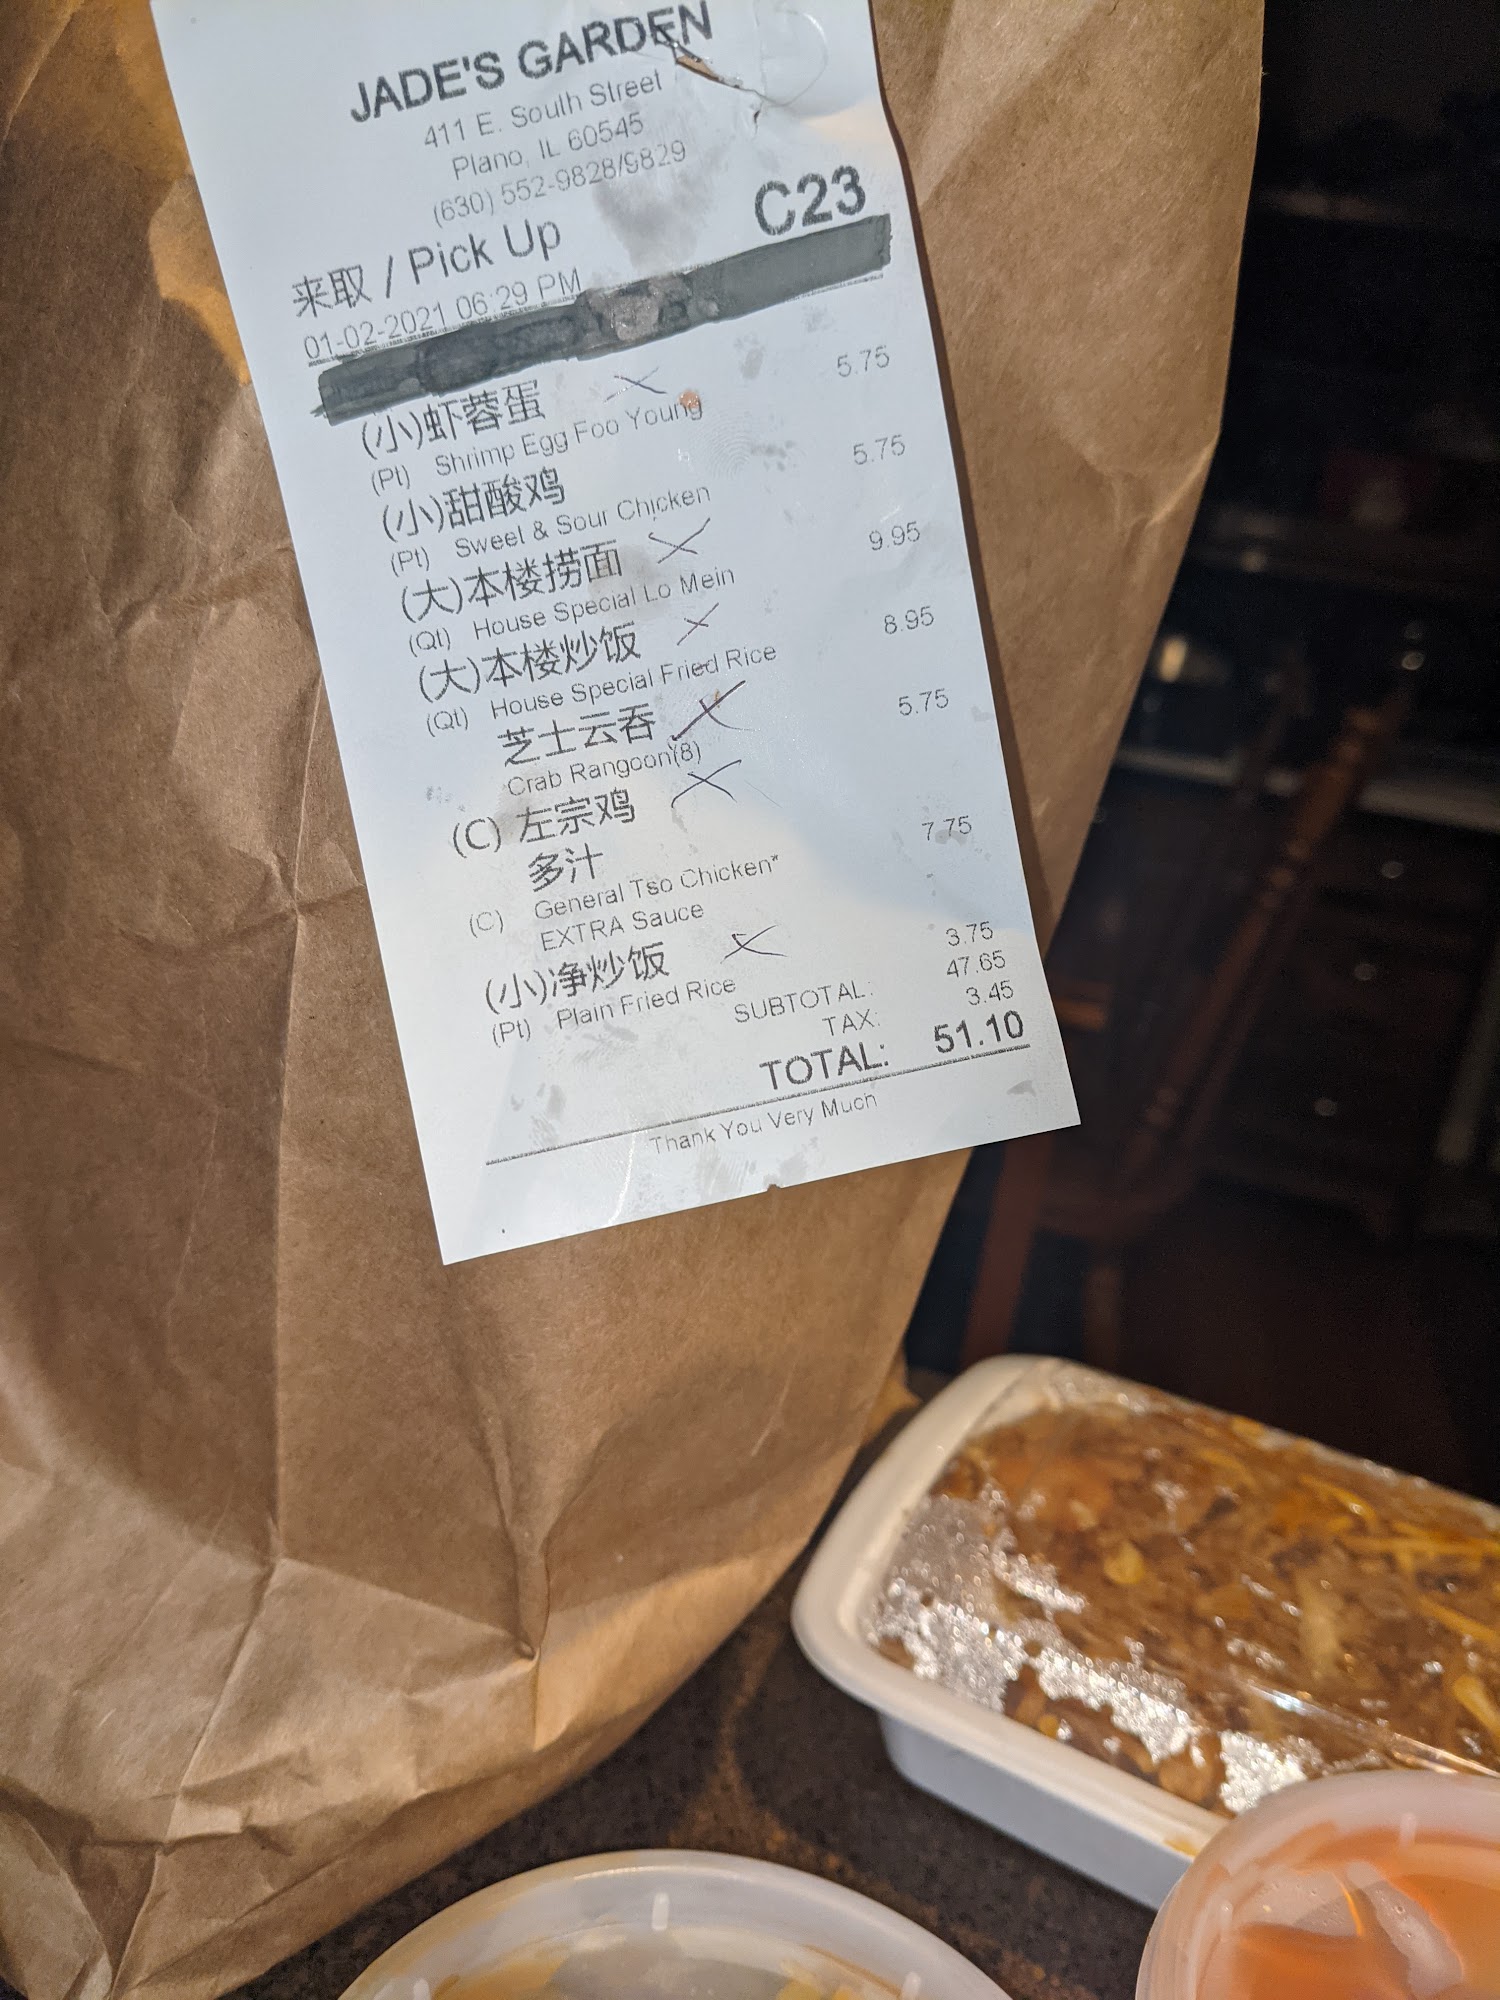 JADE'S GARDEN
411 E. South Street
Plano, IL 60545
(630) 552-9828/9829
来取 / Pick Up C23
01-02-2021 06:29 PM
(小)虾蓉蛋 5.75
(Pt) Shrimp Egg Foo Young
(小)甜酸鸡 5.75
(Pt) Sweet & Sour Chicken
(大)本楼捞面 9.95
(Qt) House Special Lo Mein
(大)本楼炒饭 8.95
(Qt) House Special Fried Rice
芝士云吞 5.75
Crab Rangoon(8)
(C) 左宗鸡
多汁 7.75
(C) General Tso Chicken*
EXTRA Sauce
(小)净炒饭 3.75
(Pt) Plain Fried Rice
SUBTOTAL: 47.65
TAX: 3.45
TOTAL: 51.10
Thank You Very Much